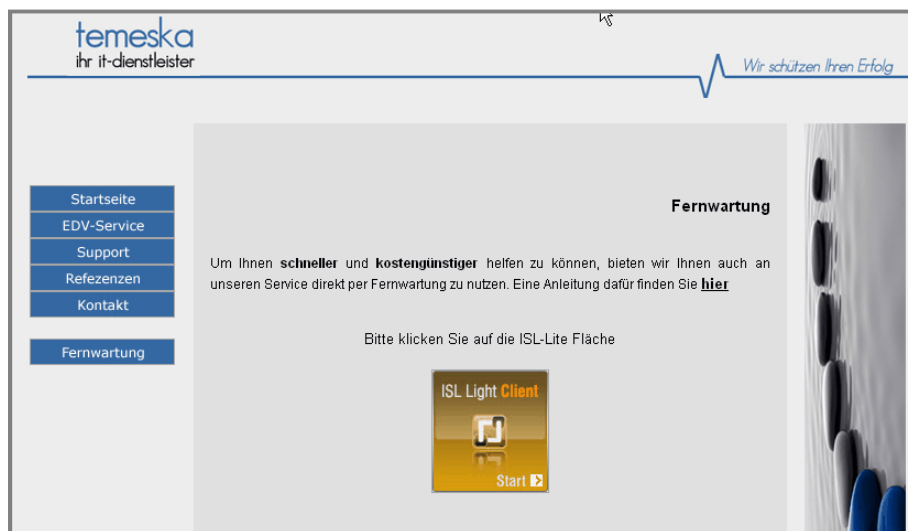 temeska
ihr it-dienstleister
Wir schützen Ihren Erfolg
Startseite
EDV-Service
Support
Refezenzen
Kontakt
Fernwartung
Fernwartung
Um Ihnen schneller und kostengünstiger helfen zu können, bieten wir Ihnen auch an
unseren Service direkt per Fernwartung zu nutzen. Eine Anleitung dafür finden Sie hier
Bitte klicken Sie auf die ISL-Lite Fläche
ISL Light Client
Start